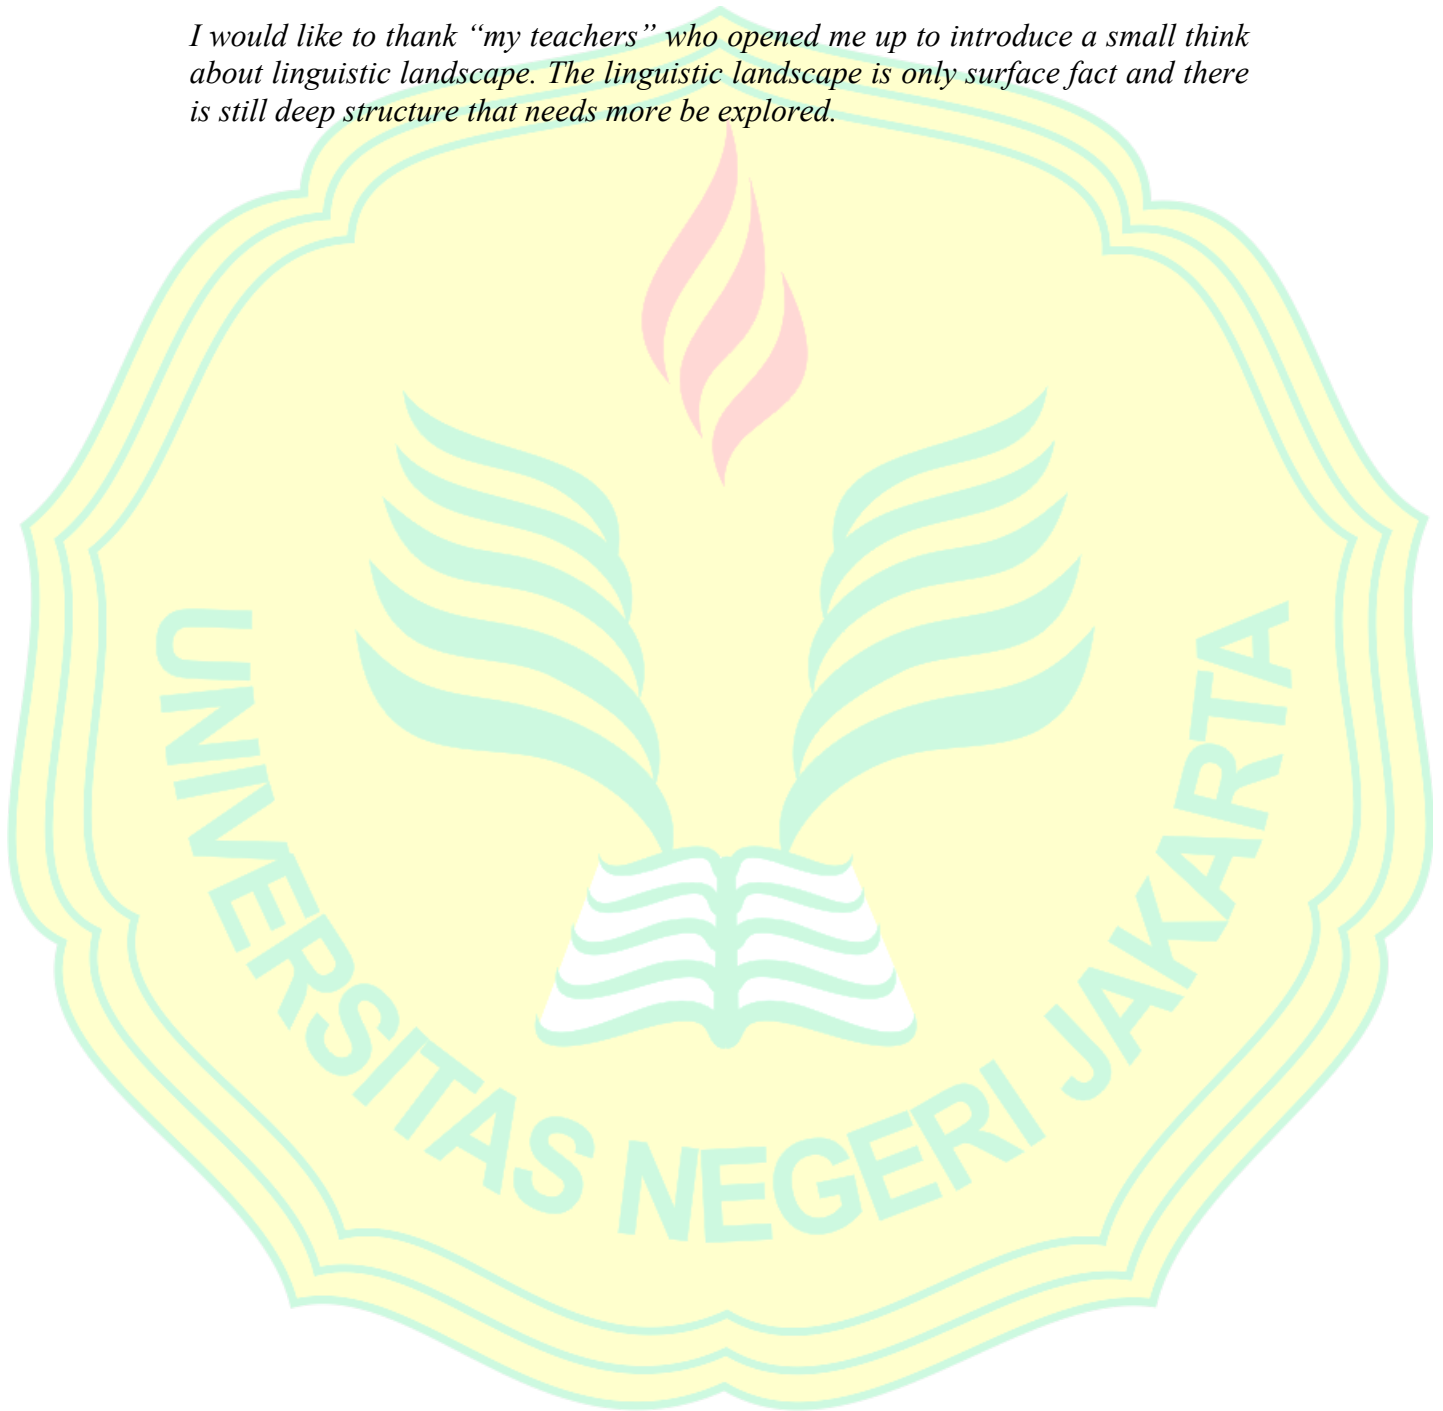 I would like to thank “my teachers” who opened me up to introduce a small think
about linguistic landscape. The linguistic landscape is only surface fact and there
is still deep structure that needs more be explored.
UNIVERSITAS NEGERI JAKARTA